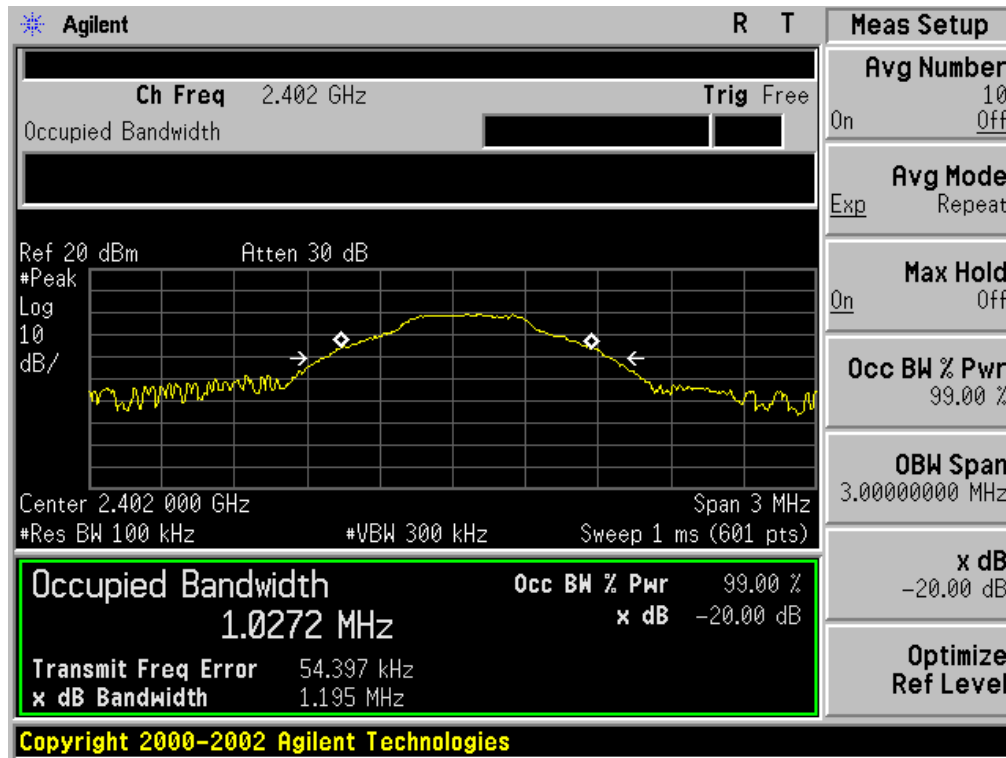 Agilent R T
Ch Freq 2.402 GHz Trig Free
Occupied Bandwidth
Ref 20 dBm Atten 30 dB
#Peak
Log
10
dB/
Center 2.402 000 GHz Span 3 MHz
#Res BW 100 kHz #VBW 300 kHz Sweep 1 ms (601 pts)
Occupied Bandwidth
1.0272 MHz
Occ BW % Pwr 99.00 %
x dB -20.00 dB
Transmit Freq Error 54.397 kHz
x dB Bandwidth 1.195 MHz
Copyright 2000-2002 Agilent Technologies
Meas Setup
Avg Number
10
On Off
Avg Mode
Exp Repeat
Max Hold
On Off
Occ BW % Pwr
99.00 %
OBW Span
3.00000000 MHz
x dB
-20.00 dB
Optimize
Ref Level